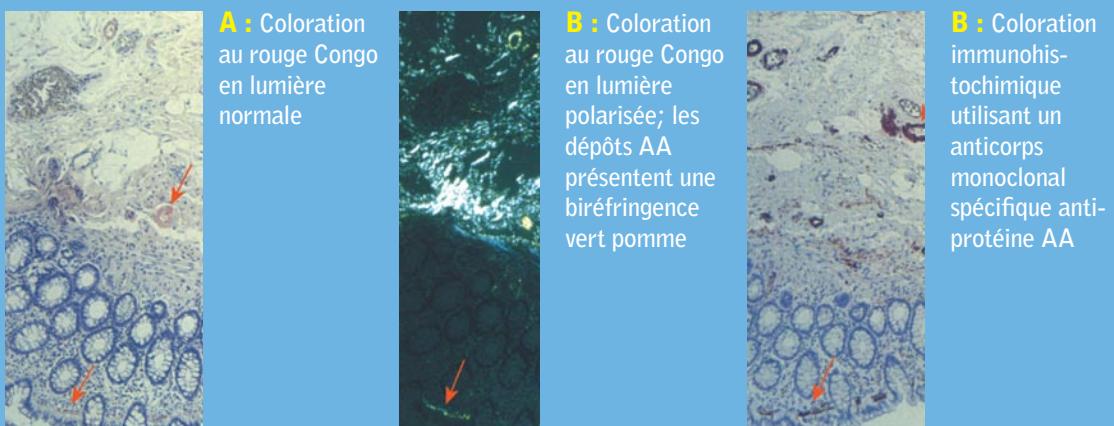 A : Coloration
au rouge Congo
en lumière
normale
B : Coloration
au rouge Congo
en lumière
polarisée; les
dépôts AA
présentent une
biréfringence
vert pomme
B : Coloration
immunohis-
tochimique
utilisant un
anticorps
monoclonal
spécifique anti-
protéine AA